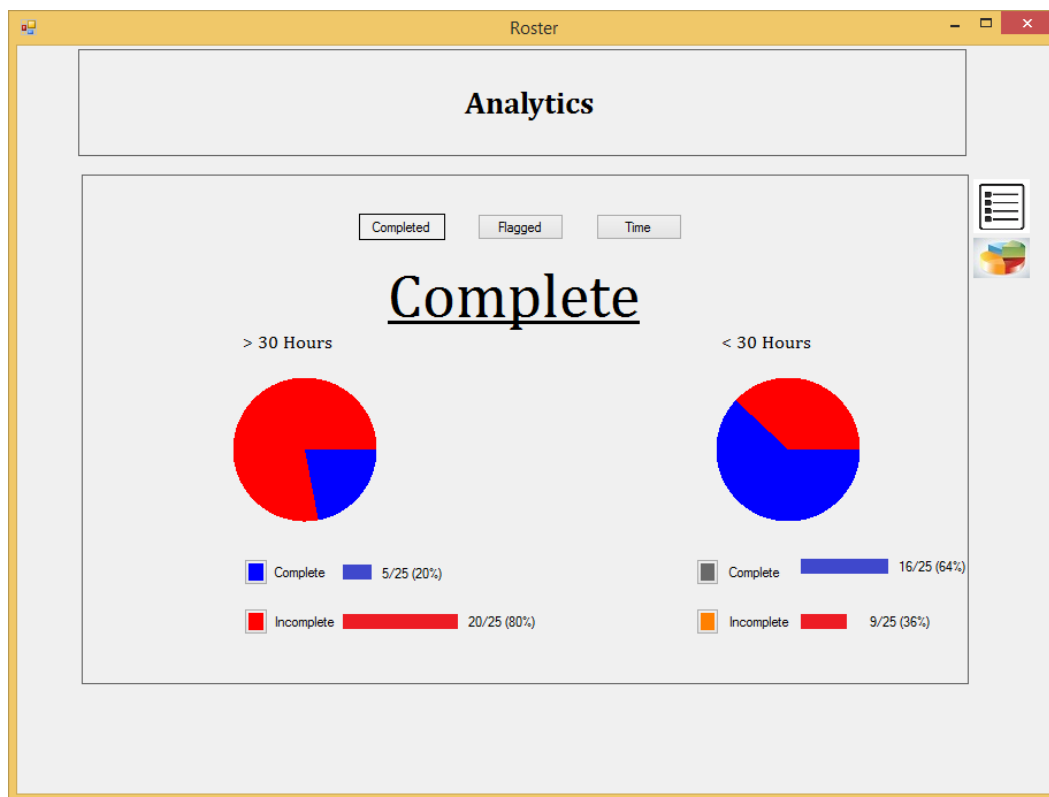 Roster
Analytics
Completed Flagged Time
Complete
> 30 Hours < 30 Hours
Complete 5/25 (20%) Complete 16/25 (64%)
Incomplete 20/25 (80%) Incomplete 9/25 (36%)